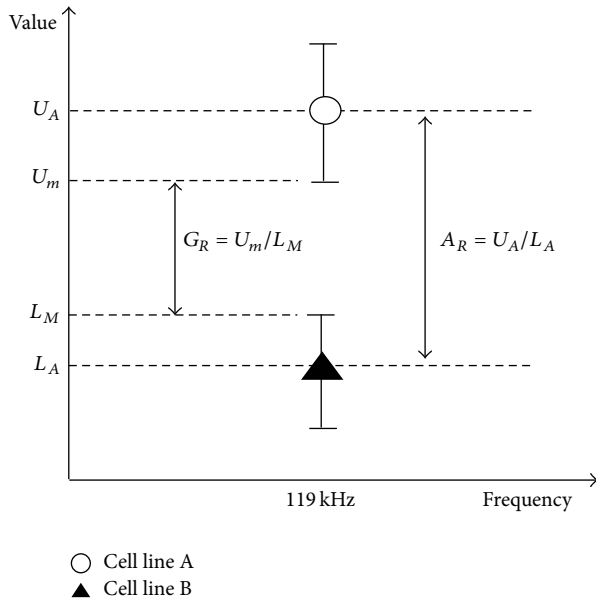 Value
U_A
U_m
G_R = U_m/L_M
A_R = U_A/L_A
L_M
L_A
119 kHz
Frequency
Cell line A
Cell line B